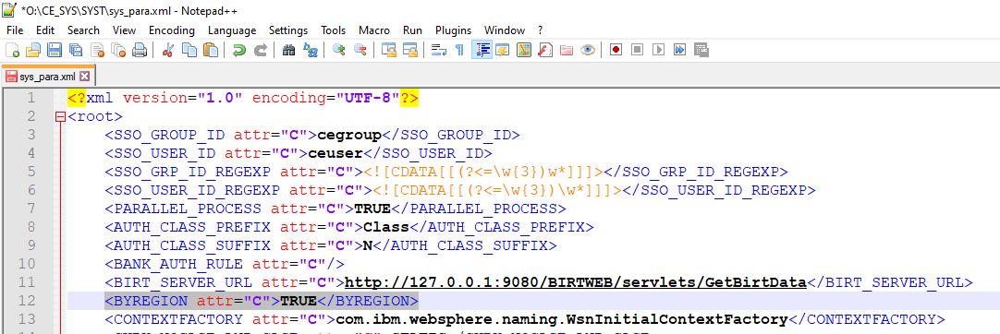 *O:\CE_SYS\SYST\sys_para.xml - Notepad++
File Edit Search View Encoding Language Settings Tools Macro Run Plugins Window ?
sys_para.xml
1 <?xml version="1.0" encoding="UTF-8"?>
2 <root>
3 <SSO_GROUP_ID attr="C">cegroup</SSO_GROUP_ID>
4 <SSO_USER_ID attr="C">ceuser</SSO_USER_ID>
5 <SSO_GRP_ID_REGEXP attr="C"><![CDATA[[(?<=\w{3})w*]]]></SSO_GRP_ID_REGEXP>
6 <SSO_USER_ID_REGEXP attr="C"><![CDATA[[(?<=\w{3})\w*]]]></SSO_USER_ID_REGEXP>
7 <PARALLEL_PROCESS attr="C">TRUE</PARALLEL_PROCESS>
8 <AUTH_CLASS_PREFIX attr="C">Class</AUTH_CLASS_PREFIX>
9 <AUTH_CLASS_SUFFIX attr="C">N</AUTH_CLASS_SUFFIX>
10 <BANK_AUTH_RULE attr="C"/>
11 <BIRT_SERVER_URL attr="C">http://127.0.0.1:9080/BIRTWEB/servlets/GetBirtData</BIRT_SERVER_URL>
12 <BYREGION attr="C">TRUE</BYREGION>
13 <CONTEXTFACTORY attr="C">com.ibm.websphere.naming.WsnInitialContextFactory</CONTEXTFACTORY>